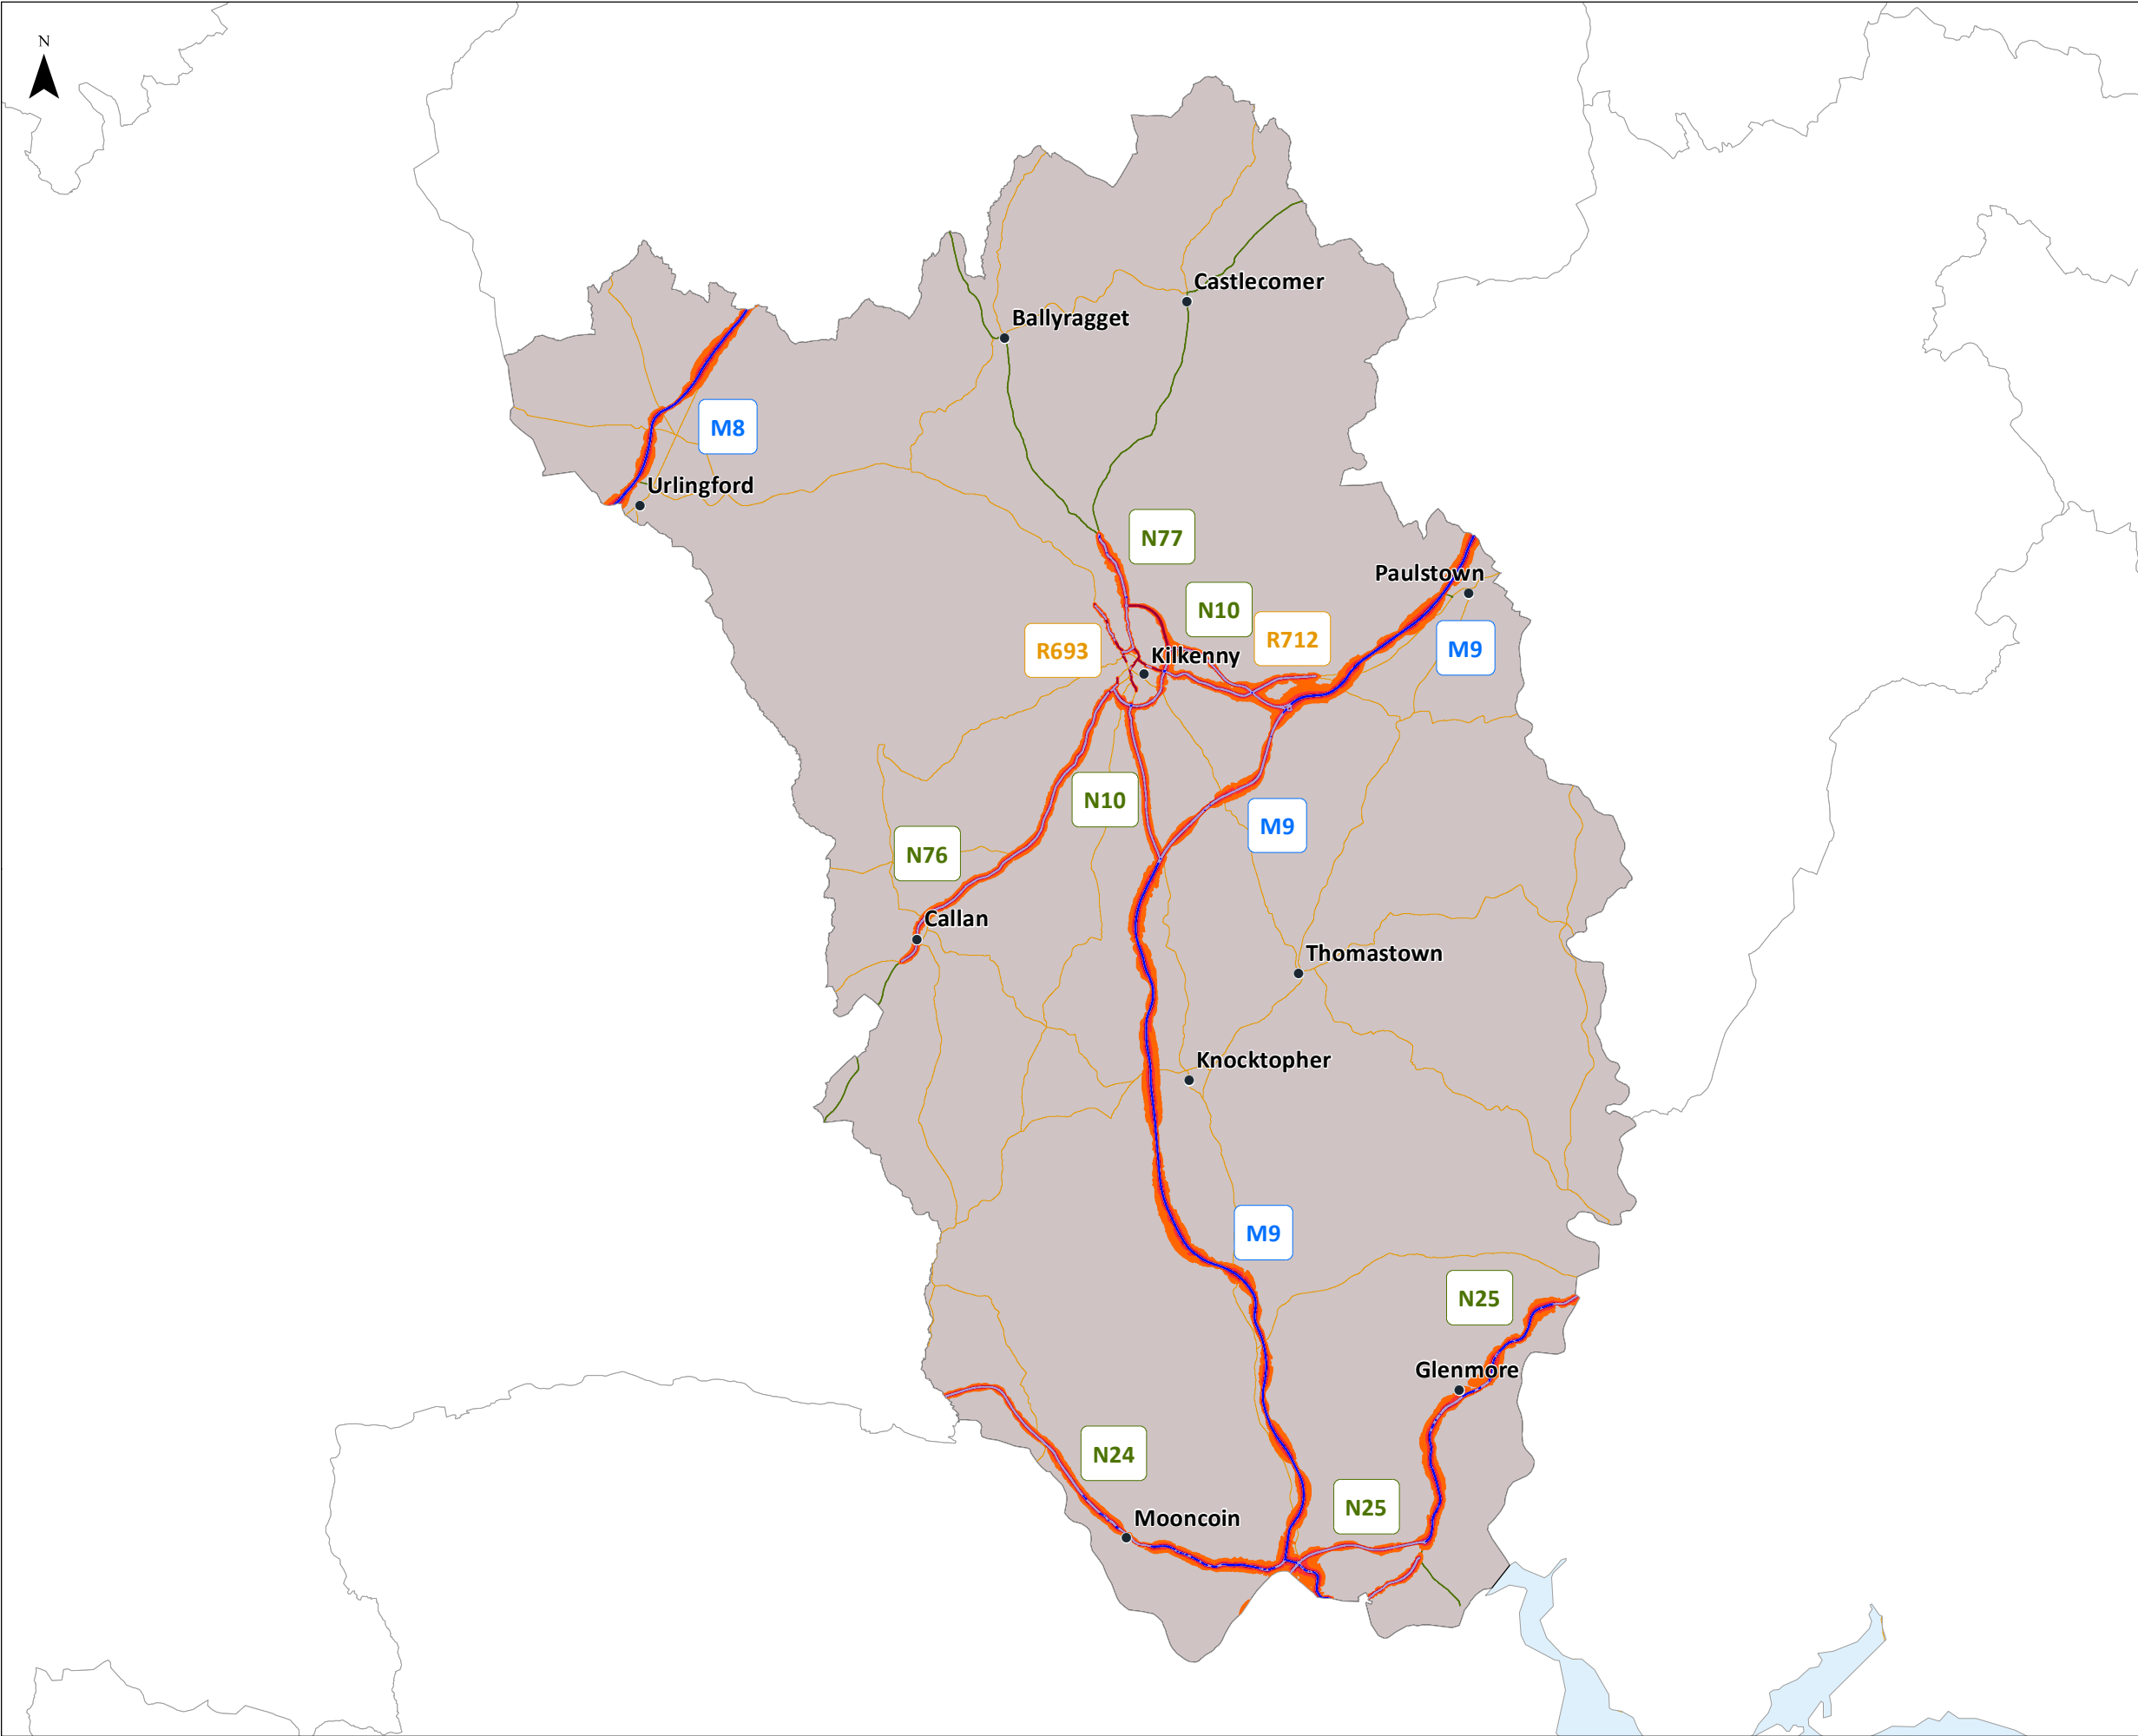 N
Castlecomer
Ballyragget
M8
Urlingford
N77
Paulstown
N10
R712
R693
Kilkenny
M9
N10
M9
N76
Callan
Thomastown
Knocktopher
M9
N25
Glenmore
N24
N25
Mooncoin